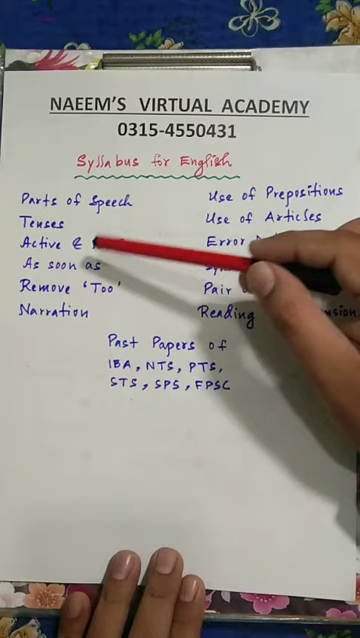 NAEEM'S VIRTUAL ACADEMY
0315-4550431
Syllabus for English
Parts of Speech
Tenses
Active &
As soon as
Remove 'Too'
Narration
Use of Prepositions
Use of Articles
Error
Pair
Reading
Past Papers of
IBA, NTS, PTS,
STS, SPS, FPSC